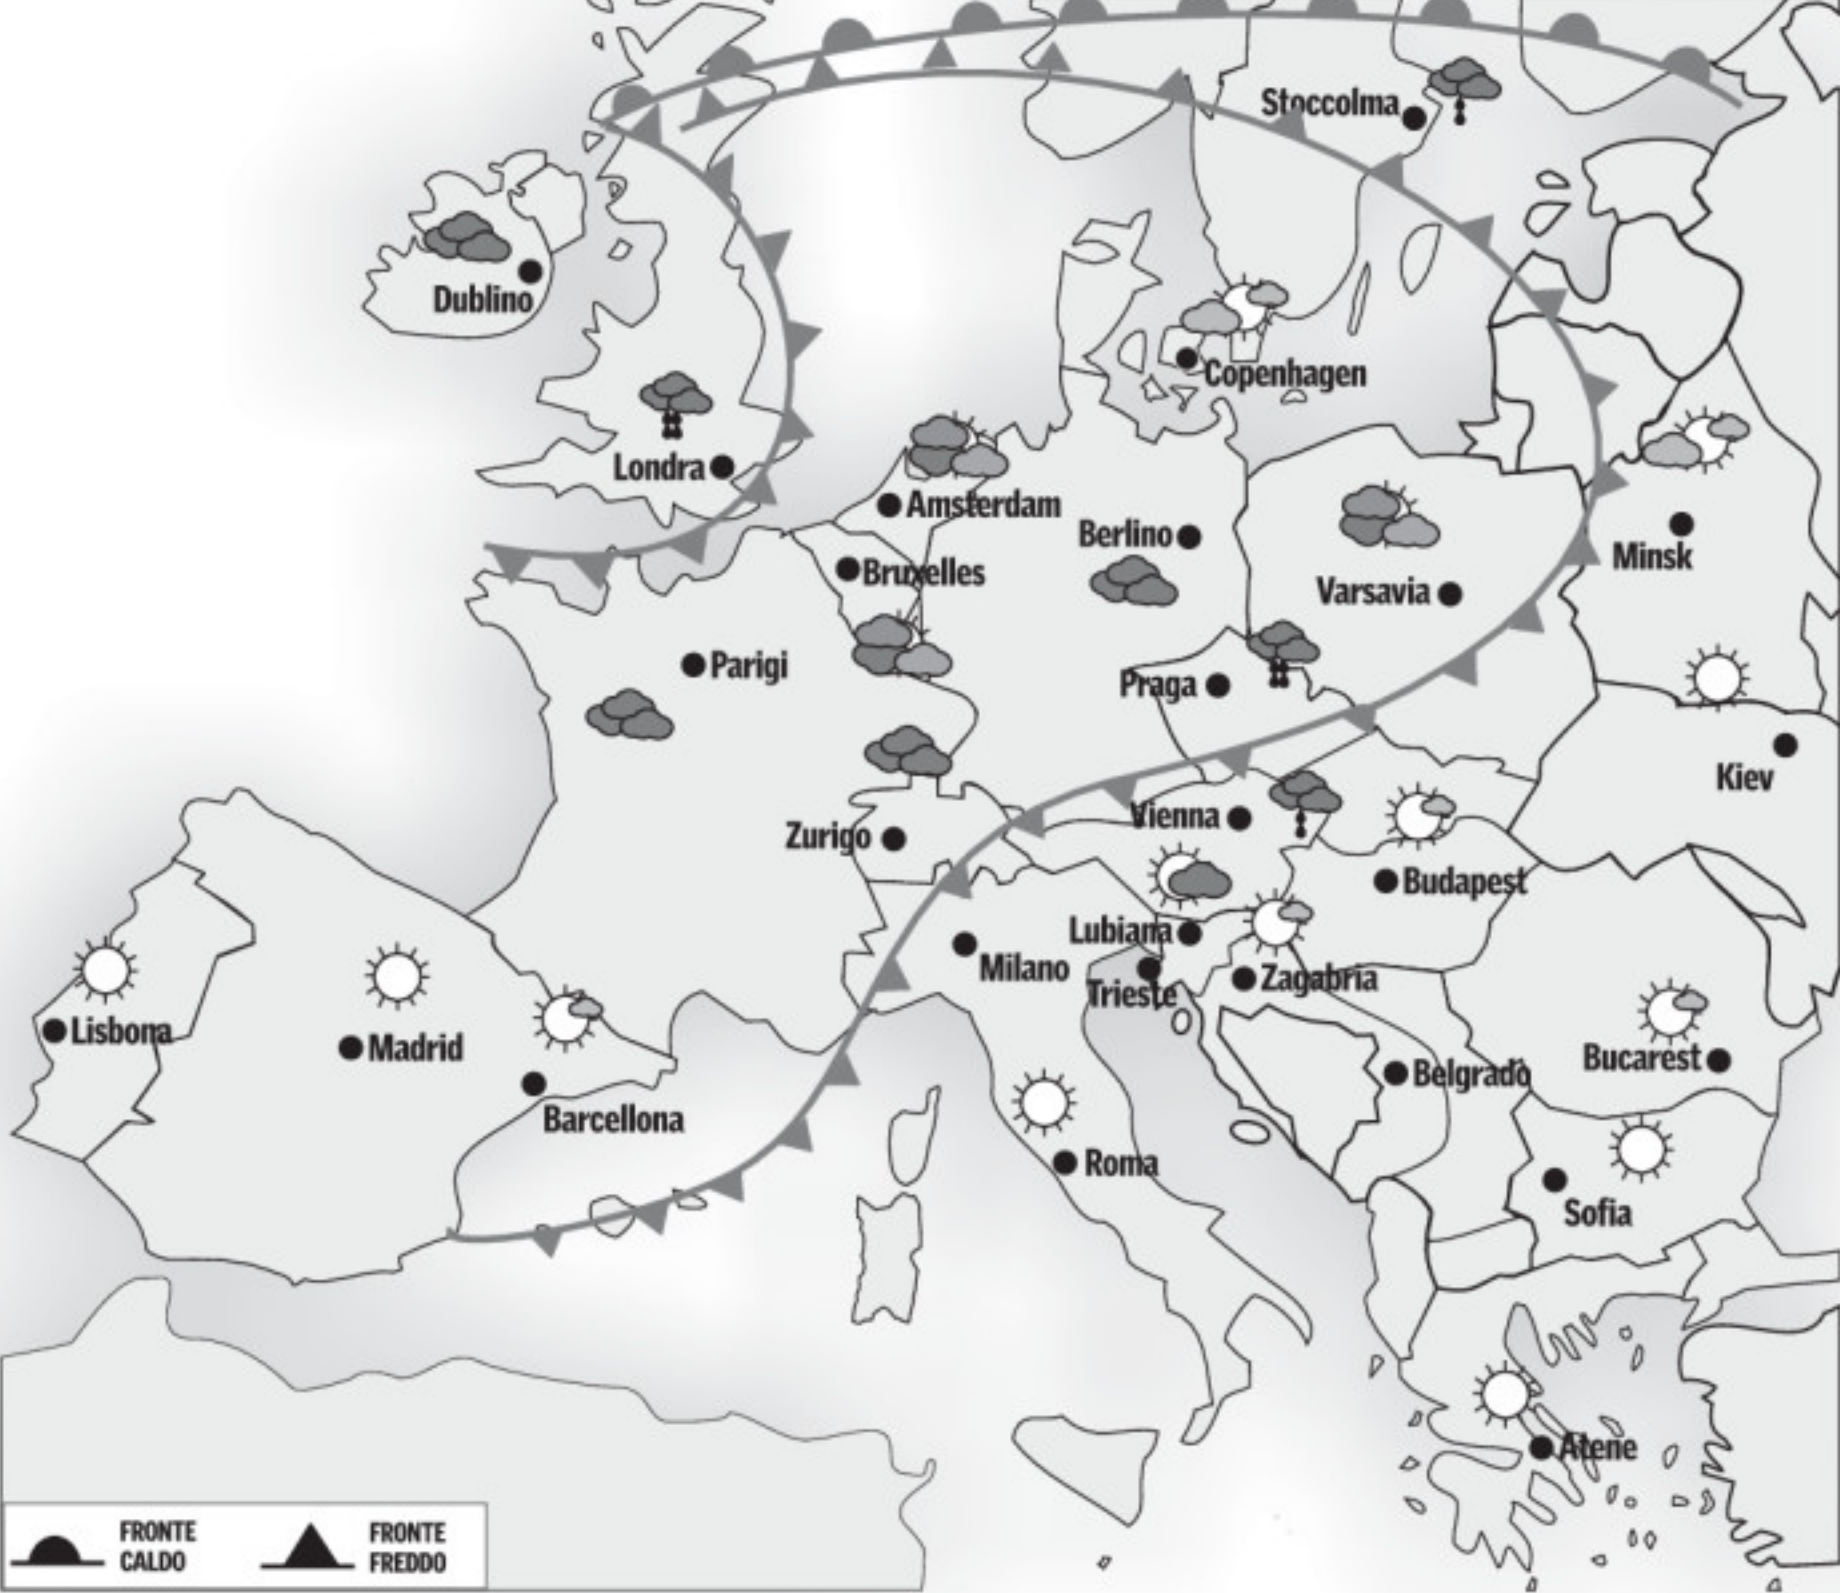 Stoccolma
Dublino
Copenhagen
Londra
Amsterdam
Berlino
Minsk
Bruxelles
Varsavia
Parigi
Praga
Kiev
Vienna
Zurigo
Budapest
Lubiana
Milano
Zagabria
Trieste
Lisbona
Madrid
Bucarest
Belgrado
Barcellona
Roma
Sofia
Atene
FRONTE
CALDO
FRONTE
FREDDO